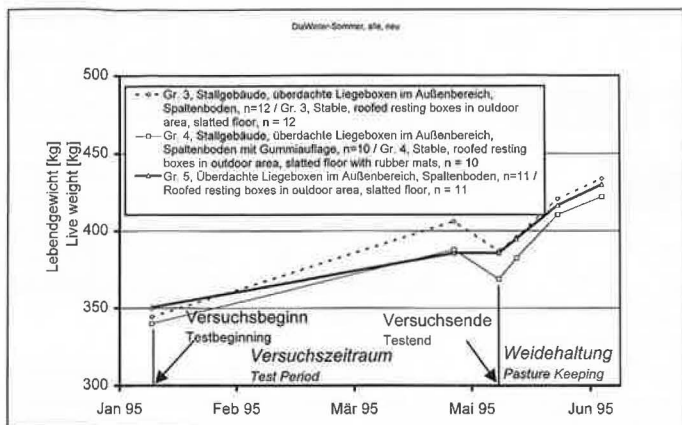 DiaWinter-Sommer, alle, neu
500
450
400
350
300
Lebendgewicht [kg]
Live weight [kg]
Gr. 3, Stallgebäude, überdachte Liegeboxen im Außenbereich,
Spaltenboden, n=12 / Gr. 3, Stable, roofed resting boxes in outdoor
area, slatted floor, n = 12
Gr. 4, Stallgebäude, überdachte Liegeboxen im Außenbereich,
Spaltenboden mit Gummiauflage, n=10 / Gr. 4, Stable, roofed resting
boxes in outdoor area, slatted floor with rubber mats, n = 10
Gr. 5, Überdachte Liegeboxen im Außenbereich, Spaltenboden, n=11 /
Roofed resting boxes in outdoor area, slatted floor, n = 11
Versuchsbeginn
Testbeginning
Versuchszeitraum
Test Period
Versuchsende
Testend
Weidehaltung
Pasture Keeping
Jan 95
Feb 95
Mär 95
Mai 95
Jun 95